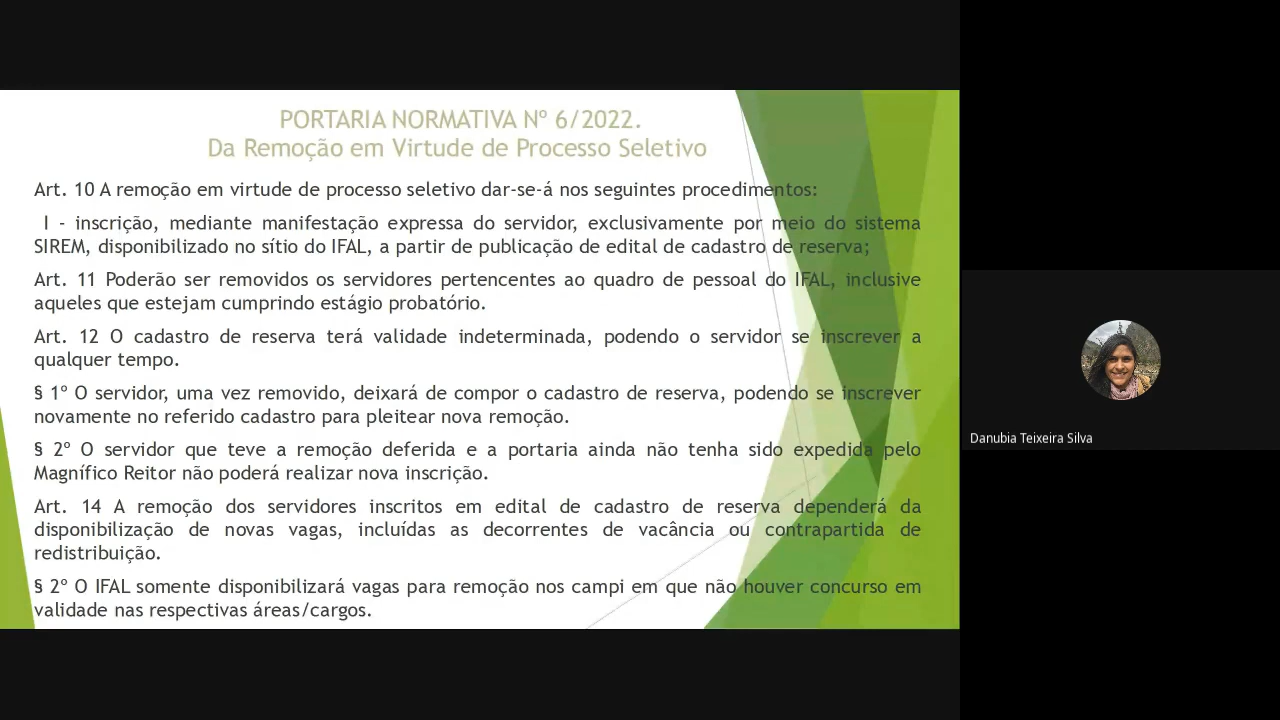 PORTARIA NORMATIVA Nº 6/2022.
Da Remoção em Virtude de Processo Seletivo
Art. 10 A remoção em virtude de processo seletivo dar-se-á nos seguintes procedimentos:
I - inscrição, mediante manifestação expressa do servidor, exclusivamente por meio do sistema
SIREM, disponibilizado no sítio do IFAL, a partir de publicação de edital de cadastro de reserva;
Art. 11 Poderão ser removidos os servidores pertencentes ao quadro de pessoal do IFAL, inclusive
aqueles que estejam cumprindo estágio probatório.
Art. 12 O cadastro de reserva terá validade indeterminada, podendo o servidor se inscrever a
qualquer tempo.
§ 1º O servidor, uma vez removido, deixará de compor o cadastro de reserva, podendo se inscrever
novamente no referido cadastro para pleitear nova remoção.
§ 2º O servidor que teve a remoção deferida e a portaria ainda não tenha sido expedida pelo
Magnífico Reitor não poderá realizar nova inscrição.
Art. 14 A remoção dos servidores inscritos em edital de cadastro de reserva dependerá da
disponibilização de novas vagas, incluídas as decorrentes de vacância ou contrapartida de
redistribuição.
§ 2º O IFAL somente disponibilizará vagas para remoção nos campi em que não houver concurso em
validade nas respectivas áreas/cargos.
Danubia Teixeira Silva